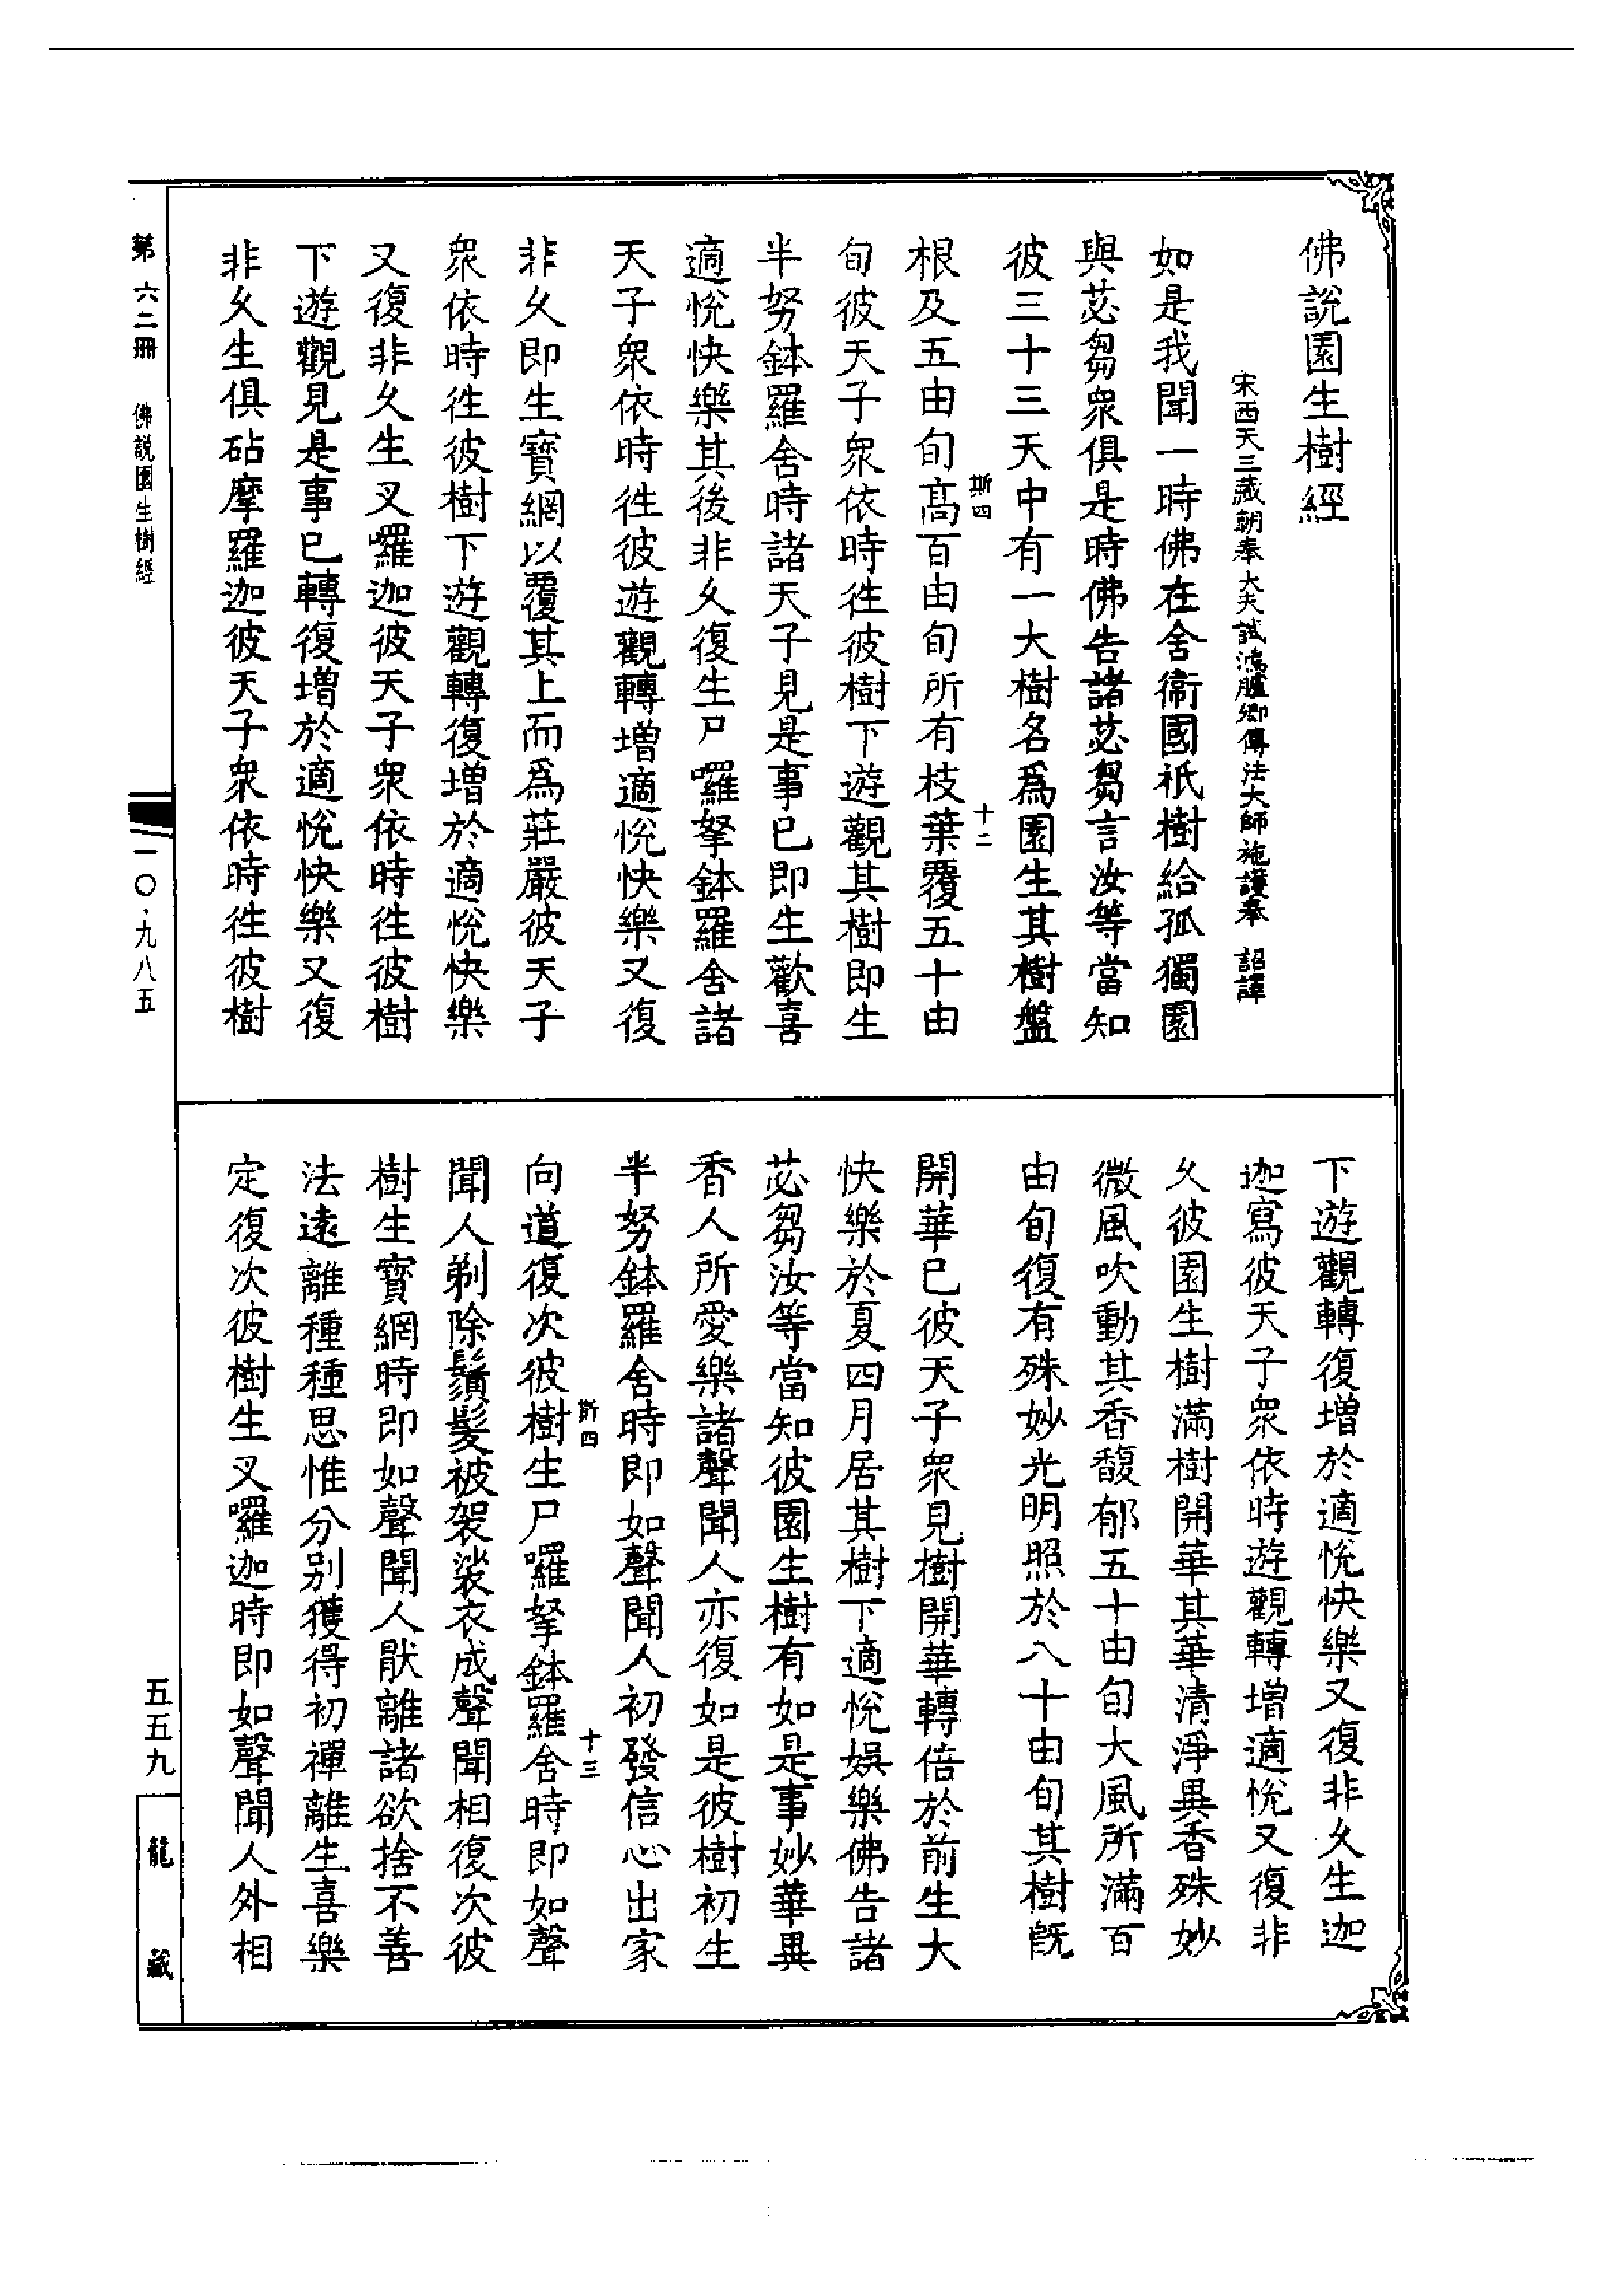 佛說園生樹經
宋西天三藏朝奉大夫試鴻臚卿傳法大師施護奉 詔譯
如是我聞一時佛在舍衞國祇樹給孤獨園
與苾芻衆俱是時佛告諸苾芻言汝等當知
彼三十三天中有一大樹名爲園生其樹盤
根及五由旬高百由旬所有枝葉覆五十由
斯四
十二
旬彼天子衆依時往彼樹下遊觀其樹即生
半努鉢羅舍時諸天子見是事已即生歡喜
適悅快樂其後非久復生尸囉拏鉢羅舍諸
天子衆依時往彼遊觀轉增適悅快樂又復
非久即生寶網以覆其上而爲莊嚴彼天子
衆依時往彼樹下遊觀轉復增於適悅快樂
又復非久生叉囉迦彼天子衆依時往彼樹
下遊觀見是事已轉復增於適悅快樂又復
非久生俱砧摩羅迦彼天子衆依時往彼樹
下遊觀轉復增於適悅快樂又復非久生迦
迦寫彼天子衆依時遊觀轉增適悅又復非
久彼園生樹滿樹開華其華清淨異香殊妙
微風吹動其香馥郁五十由旬大風所滿百
由旬復有殊妙光明照於八十由旬其樹旣
開華已彼天子衆見樹開華轉倍於前生大
快樂於夏四月居其樹下適悅娛樂佛告諸
苾芻汝等當知彼園生樹有如是事妙華異
香人所愛樂諸聲聞人亦復如是彼樹初生
半努鉢羅舍時即如聲聞人初發信心出家
斯四
十三
向道復次彼樹生尸囉拏鉢羅舍時即如聲
聞人剃除鬚髮被袈裟衣成聲聞相復次彼
樹生寶網時即如聲聞人厭離諸欲捨不善
法遠離種種思惟分別獲得初禪離生喜樂
定復次彼樹生叉囉迦時即如聲聞人外相
第六二冊 佛說園生樹經
一〇·九八五
五五九
龍藏